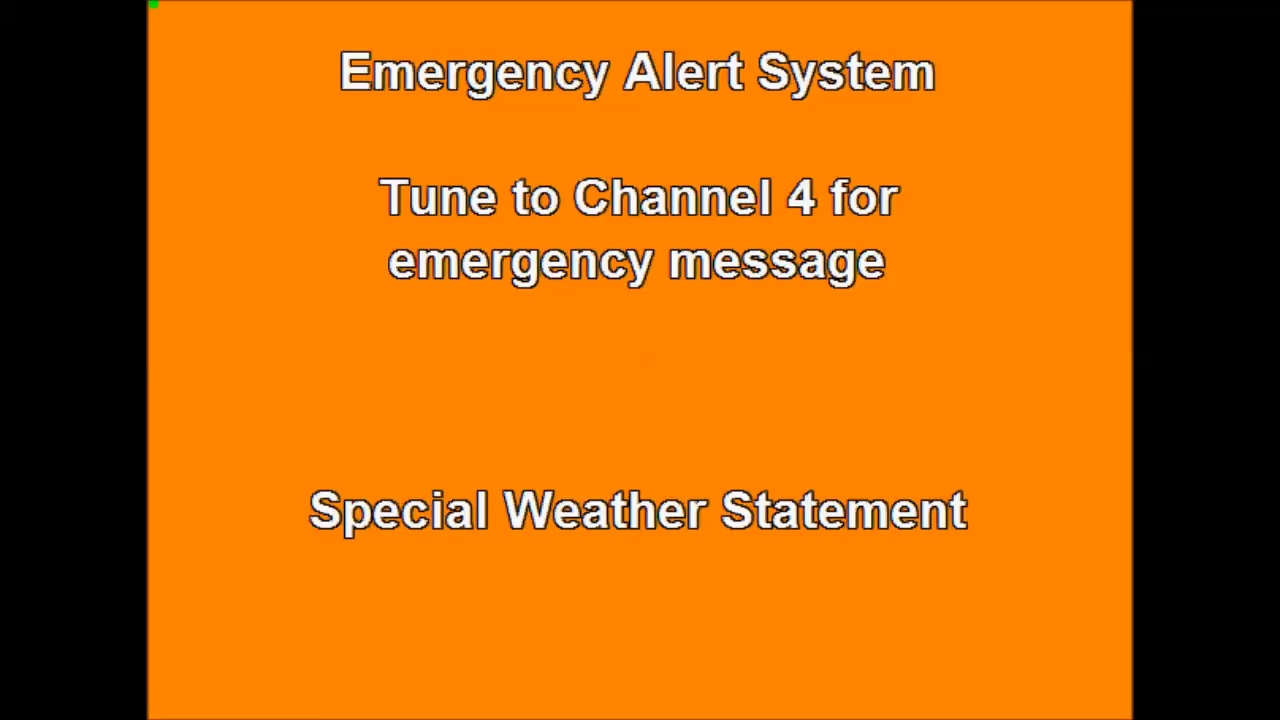 Emergency Alert System
Tune to Channel 4 for
emergency message
Special Weather Statement